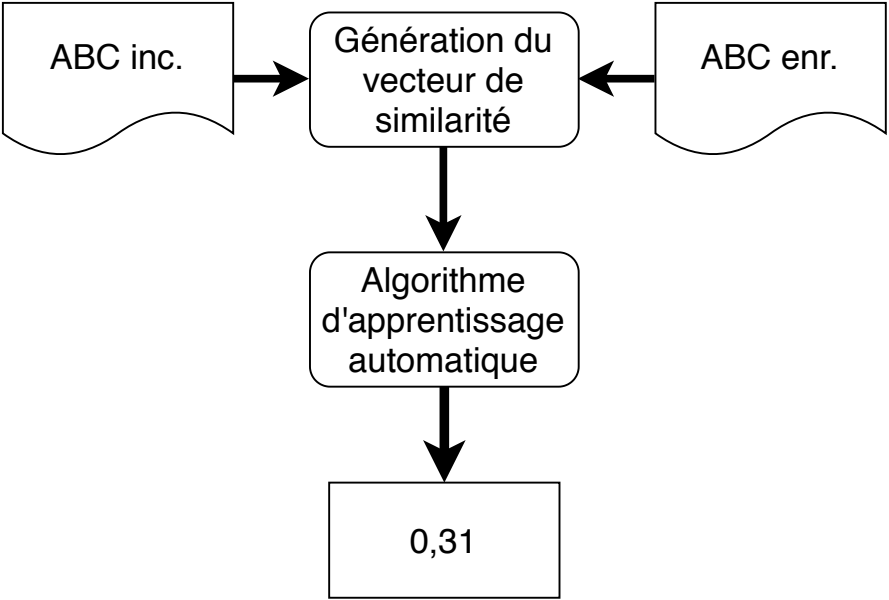 ABC inc.
Génération du
vecteur de
similarité
ABC enr.
Algorithme
d'apprentissage
automatique
0,31